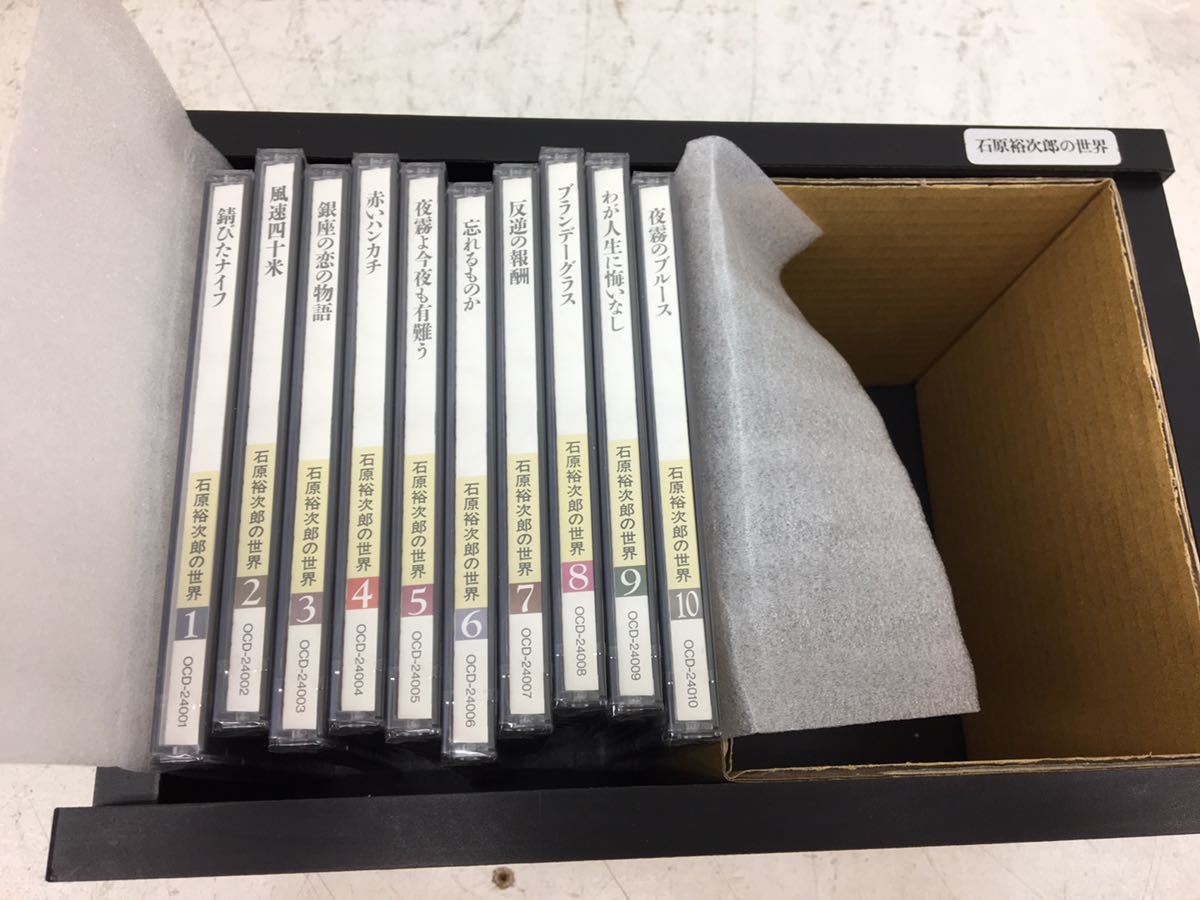 石原裕次郎の世界
錆びたナイフ
石原裕次郎の世界
1
OCD-24001
風速四十米
石原裕次郎の世界
2
OCD-24002
銀座の恋の物語
石原裕次郎の世界
3
OCD-24003
赤いハンカチ
石原裕次郎の世界
4
OCD-24004
夜霧よ今夜も有難う
石原裕次郎の世界
5
OCD-24005
忘れるものか
石原裕次郎の世界
6
OCD-24006
反逆の報酬
石原裕次郎の世界
7
OCD-24007
ブランデーグラス
石原裕次郎の世界
8
OCD-24008
わが人生に悔いなし
石原裕次郎の世界
9
OCD-24009
夜霧のブルース
石原裕次郎の世界
10
OCD-24010